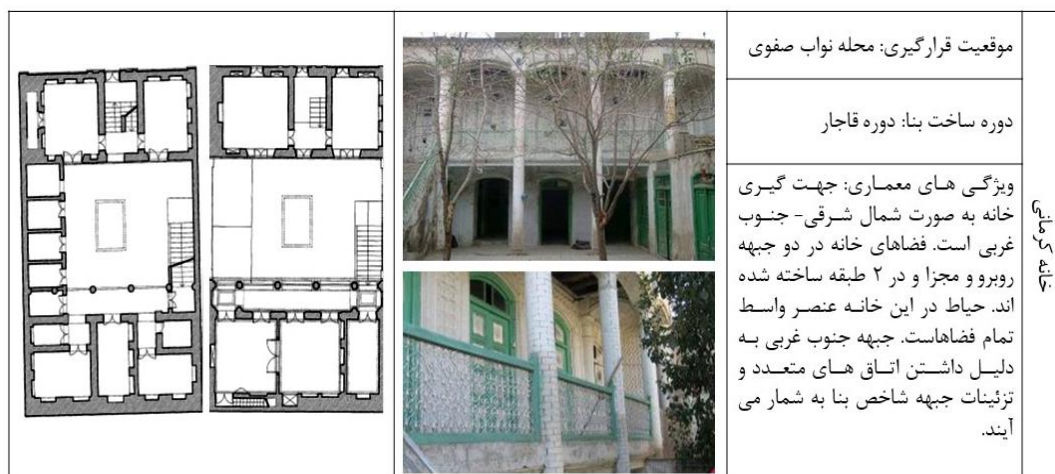 خانه کرمانی
موقعیت قرارگیری: محله نواب صفوی
دوره ساخت بنا: دوره قاجار
ویژگی های معماری: جهت گیری
خانه به صورت شمال شرقی- جنوب
غربی است. فضاهای خانه در دو جبهه
روبرو و مجزا و در ۲ طبقه ساخته شده
اند. حیاط در این خانه عنصر واسط
تمام فضاهاست. جبهه جنوب غربی به
دلیل داشتن اتاق های متعدد و
تزئینات جبهه شاخص بنا به شمار می
آیند.